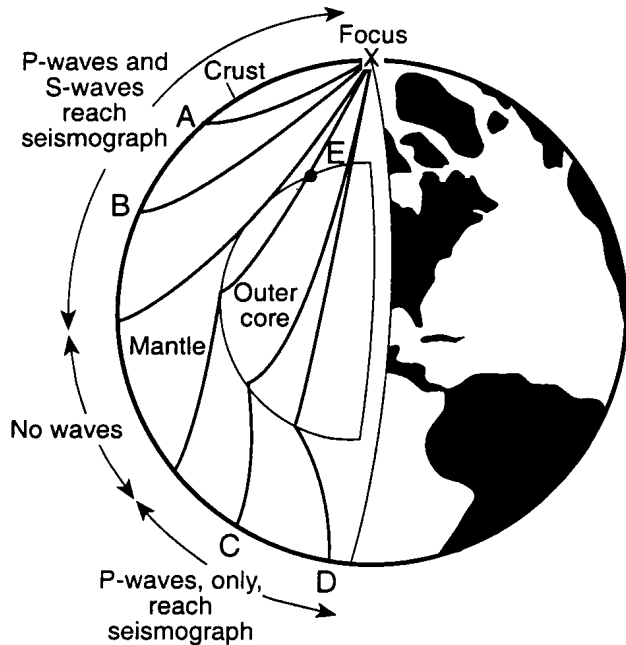 Focus
X
P-waves and
S-waves
reach
seismograph
Crust
A
E
B
Outer
core
Mantle
No waves
C
D
P-waves, only,
reach
seismograph